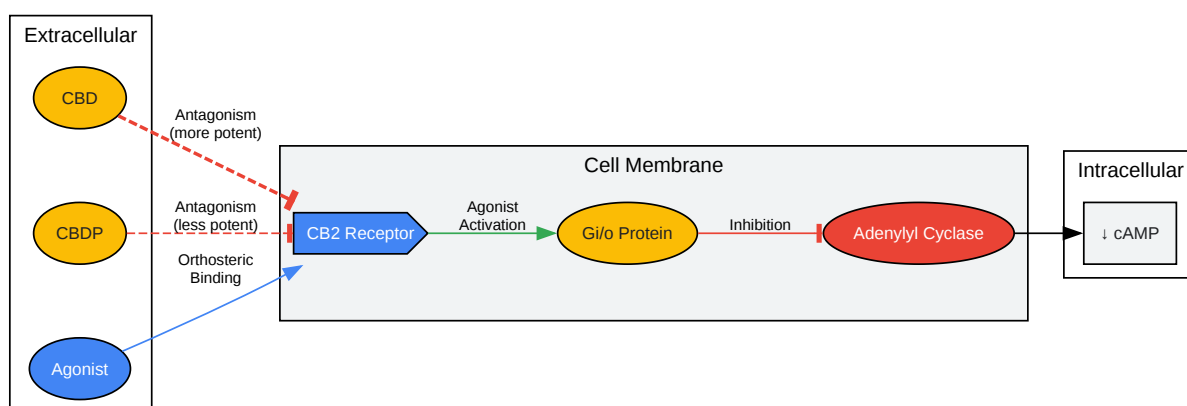 Extracellular
CBD
Antagonism
(more potent)
Cell Membrane
Intracellular
CBDP
Antagonism
(less potent)
CB2 Receptor
Agonist
Activation
Gi/o Protein
Inhibition
Adenylyl Cyclase
↓ cAMP
Orthosteric
Binding
Agonist